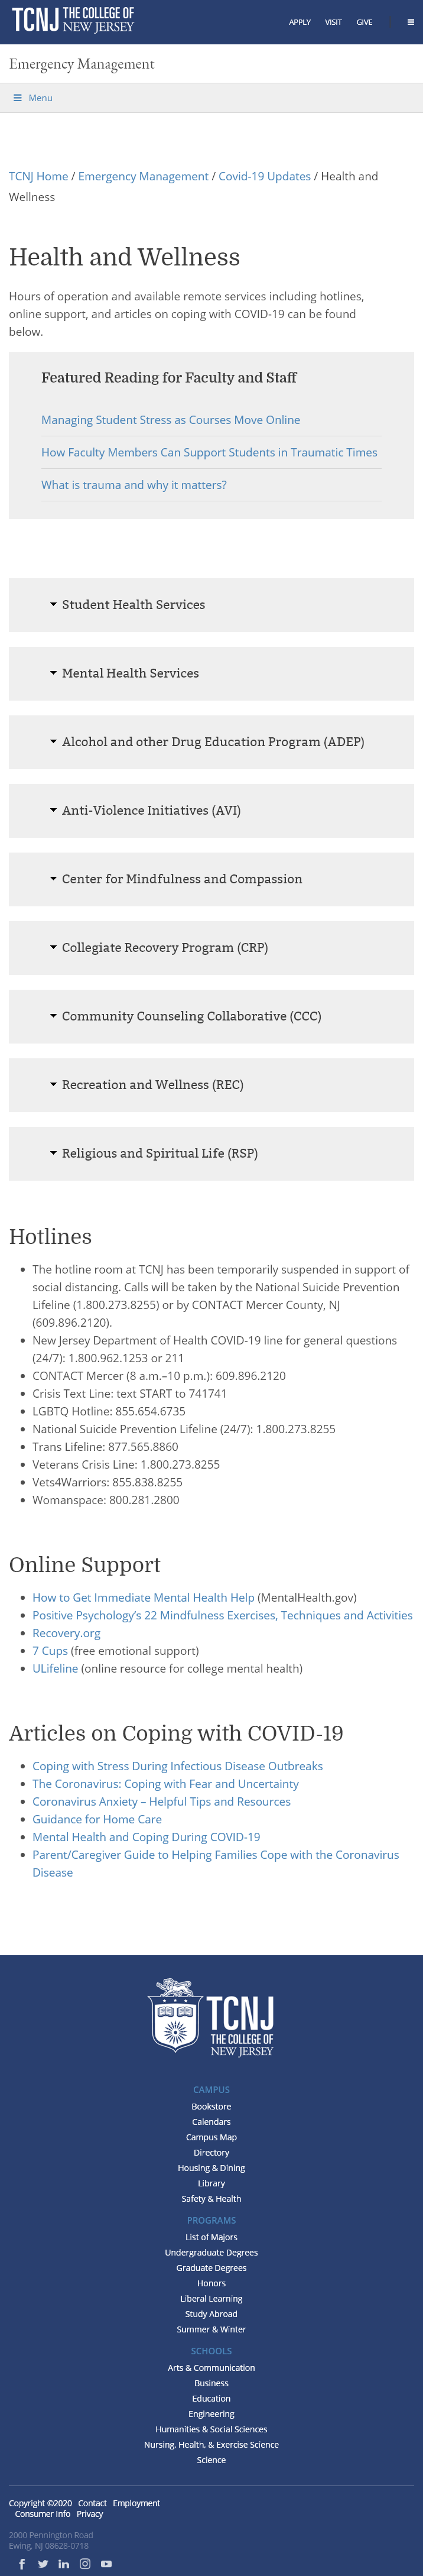 TCNJ THE COLLEGE OF
NEW JERSEY
APPLY VISIT GIVE
Emergency Management
Menu
TCNJ Home / Emergency Management / Covid-19 Updates / Health and
Wellness
Health and Wellness
Hours of operation and available remote services including hotlines,
online support, and articles on coping with COVID-19 can be found
below.
Featured Reading for Faculty and Staff
Managing Student Stress as Courses Move Online
How Faculty Members Can Support Students in Traumatic Times
What is trauma and why it matters?
Student Health Services
Mental Health Services
Alcohol and other Drug Education Program (ADEP)
Anti-Violence Initiatives (AVI)
Center for Mindfulness and Compassion
Collegiate Recovery Program (CRP)
Community Counseling Collaborative (CCC)
Recreation and Wellness (REC)
Religious and Spiritual Life (RSP)
Hotlines
• The hotline room at TCNJ has been temporarily suspended in support of
social distancing. Calls will be taken by the National Suicide Prevention
Lifeline (1.800.273.8255) or by CONTACT Mercer County, NJ
(609.896.2120).
• New Jersey Department of Health COVID-19 line for general questions
(24/7): 1.800.962.1253 or 211
• CONTACT Mercer (8 a.m.–10 p.m.): 609.896.2120
• Crisis Text Line: text START to 741741
• LGBTQ Hotline: 855.654.6735
• National Suicide Prevention Lifeline (24/7): 1.800.273.8255
• Trans Lifeline: 877.565.8860
• Veterans Crisis Line: 1.800.273.8255
• Vets4Warriors: 855.838.8255
• Womanspace: 800.281.2800
Online Support
• How to Get Immediate Mental Health Help (MentalHealth.gov)
• Positive Psychology's 22 Mindfulness Exercises, Techniques and Activities
• Recovery.org
• 7 Cups (free emotional support)
• ULifeline (online resource for college mental health)
Articles on Coping with COVID-19
• Coping with Stress During Infectious Disease Outbreaks
• The Coronavirus: Coping with Fear and Uncertainty
• Coronavirus Anxiety – Helpful Tips and Resources
• Guidance for Home Care
• Mental Health and Coping During COVID-19
• Parent/Caregiver Guide to Helping Families Cope with the Coronavirus
Disease
TCNJ
THE COLLEGE OF
NEW JERSEY
CAMPUS
Bookstore
Calendars
Campus Map
Directory
Housing & Dining
Library
Safety & Health
PROGRAMS
List of Majors
Undergraduate Degrees
Graduate Degrees
Honors
Liberal Learning
Study Abroad
Summer & Winter
SCHOOLS
Arts & Communication
Business
Education
Engineering
Humanities & Social Sciences
Nursing, Health, & Exercise Science
Science
Copyright ©2020 Contact Employment
Consumer Info Privacy
2000 Pennington Road
Ewing, NJ 08628-0718